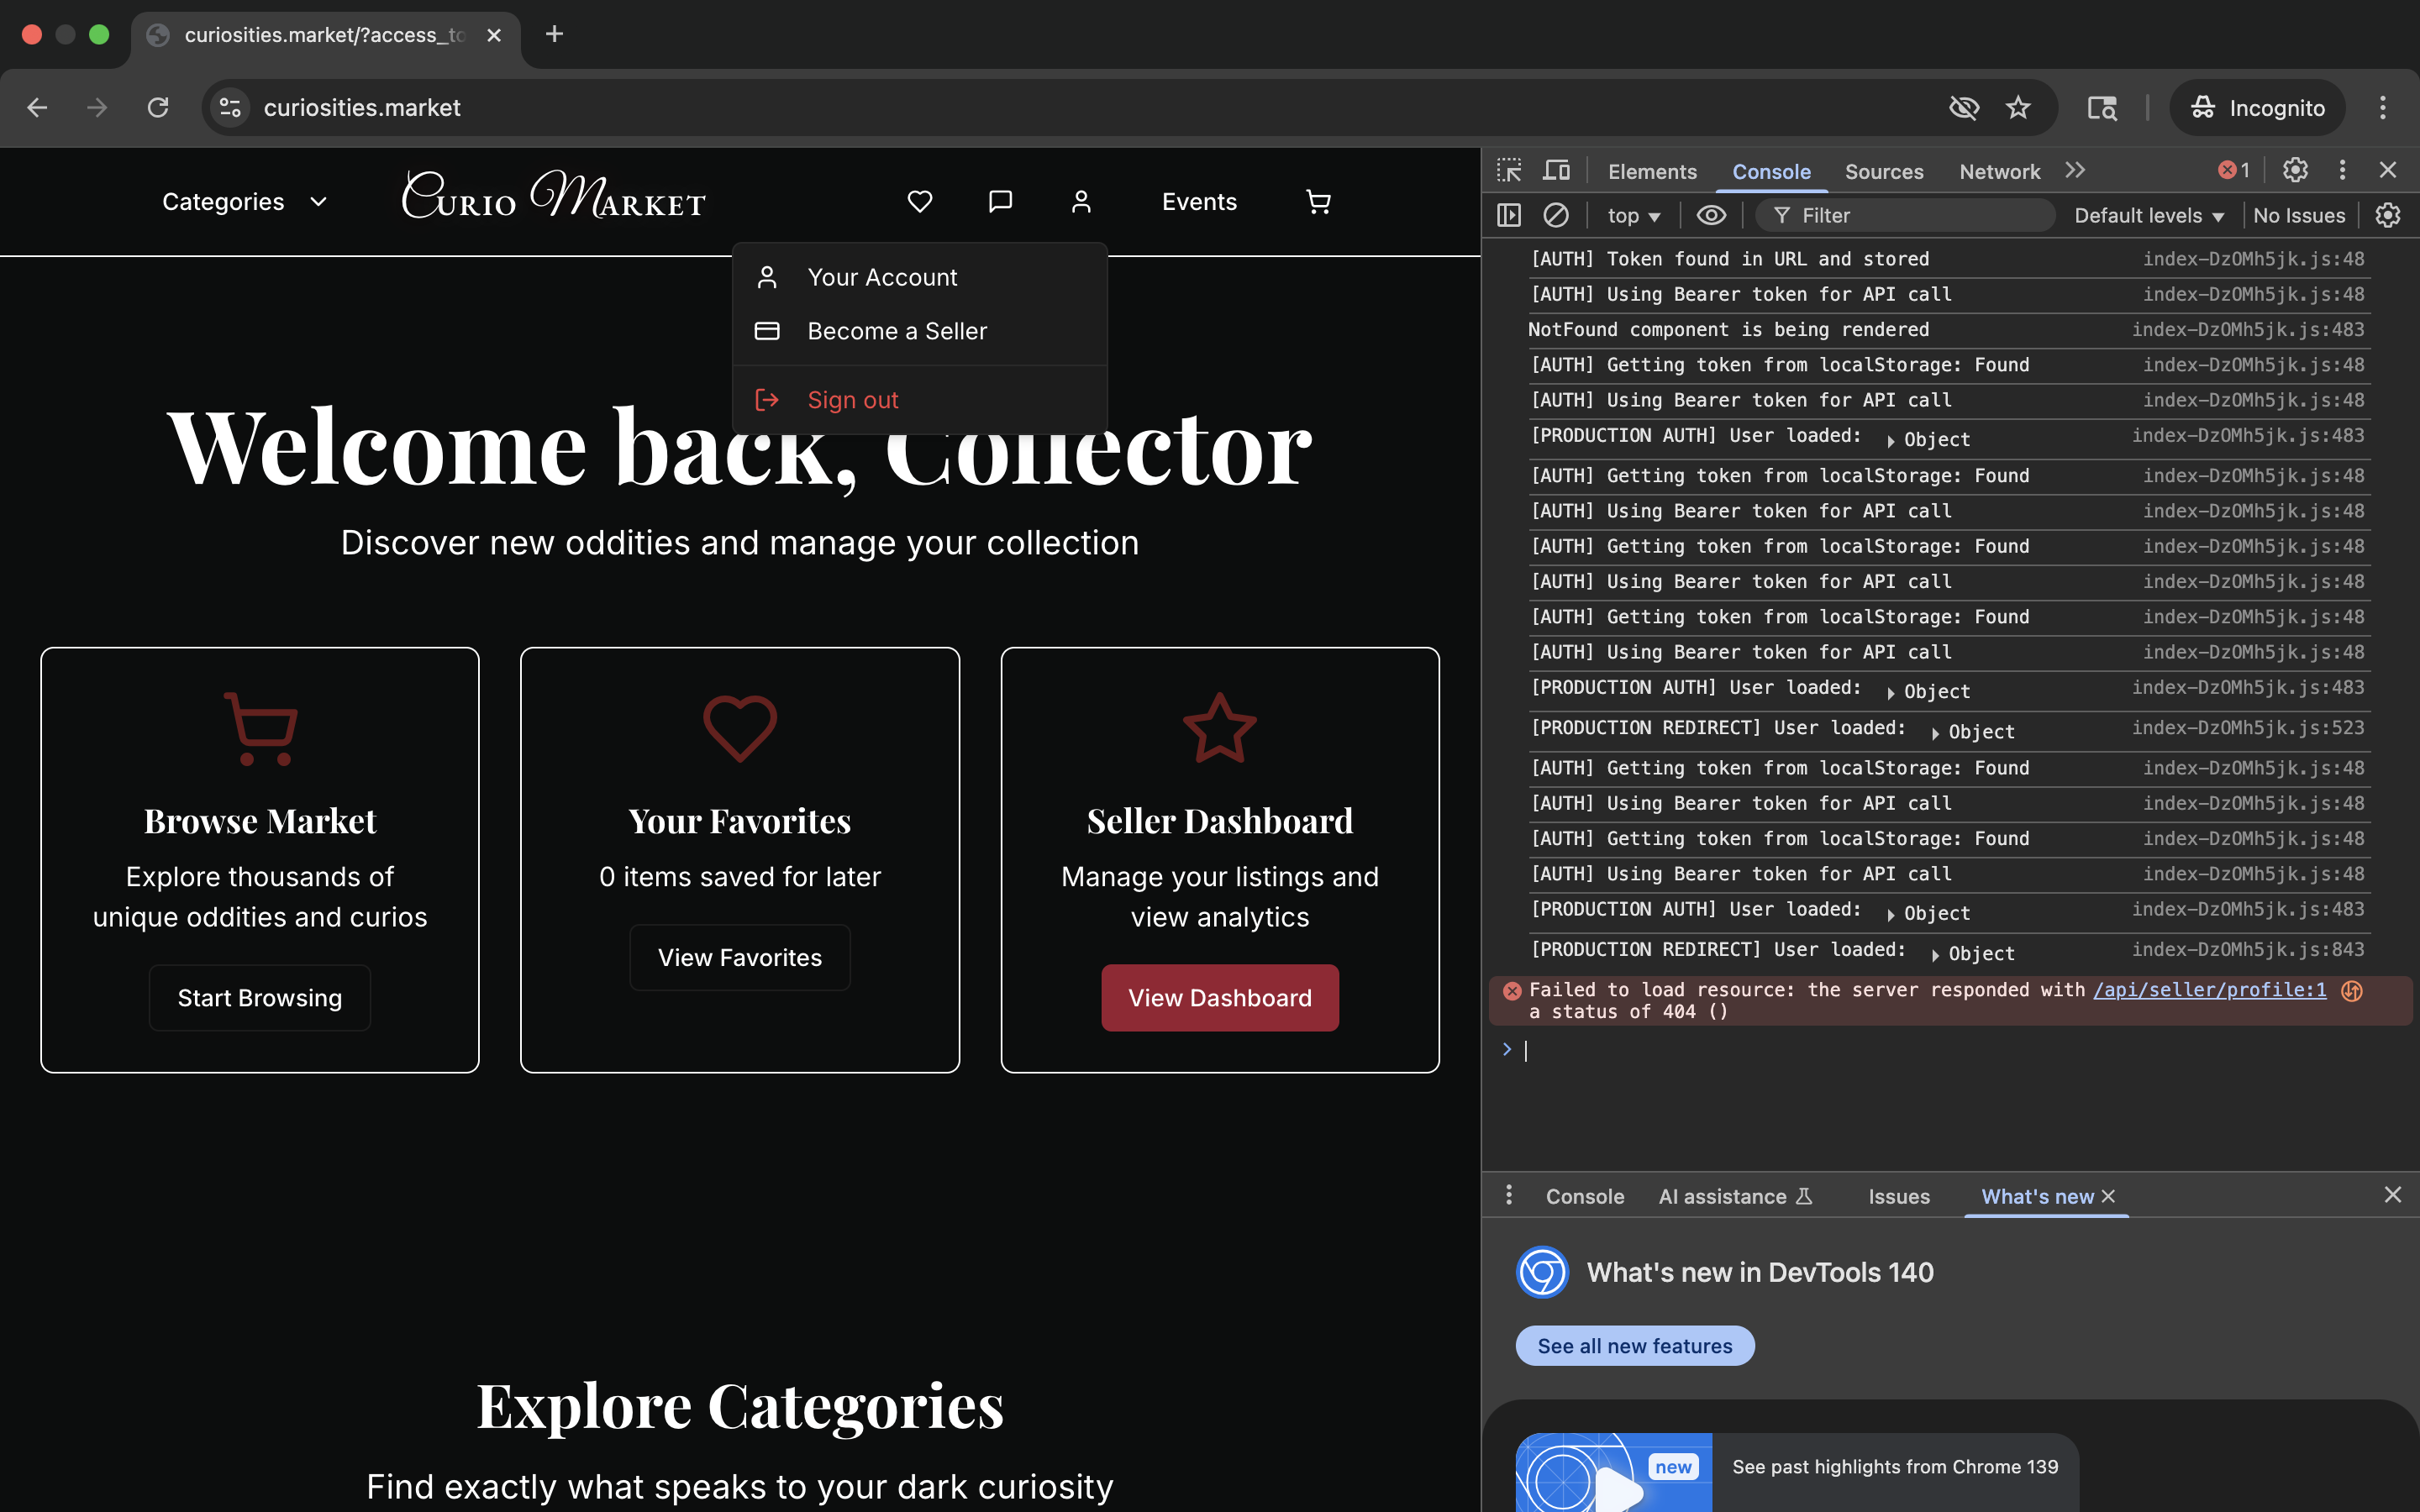 curiosities.market/?access_to
curiosities.market
Incognito
Categories
Curio Market
Events
Your Account
Become a Seller
Sign out
Welcome back, Collector
Discover new oddities and manage your collection
Browse Market
Explore thousands of
unique oddities and curios
Start Browsing
Your Favorites
0 items saved for later
View Favorites
Seller Dashboard
Manage your listings and
view analytics
View Dashboard
Explore Categories
Find exactly what speaks to your dark curiosity
Elements Console Sources Network 1
top Filter Default levels No Issues
[AUTH] Token found in URL and stored index-DzOMh5jk.js:48
[AUTH] Using Bearer token for API call index-DzOMh5jk.js:48
NotFound component is being rendered index-DzOMh5jk.js:483
[AUTH] Getting token from localStorage: Found index-DzOMh5jk.js:48
[AUTH] Using Bearer token for API call index-DzOMh5jk.js:48
[PRODUCTION AUTH] User loaded: Object index-DzOMh5jk.js:483
[AUTH] Getting token from localStorage: Found index-DzOMh5jk.js:48
[AUTH] Using Bearer token for API call index-DzOMh5jk.js:48
[AUTH] Getting token from localStorage: Found index-DzOMh5jk.js:48
[AUTH] Using Bearer token for API call index-DzOMh5jk.js:48
[AUTH] Getting token from localStorage: Found index-DzOMh5jk.js:48
[AUTH] Using Bearer token for API call index-DzOMh5jk.js:48
[PRODUCTION AUTH] User loaded: Object index-DzOMh5jk.js:483
[PRODUCTION REDIRECT] User loaded: Object index-DzOMh5jk.js:523
[AUTH] Getting token from localStorage: Found index-DzOMh5jk.js:48
[AUTH] Using Bearer token for API call index-DzOMh5jk.js:48
[AUTH] Getting token from localStorage: Found index-DzOMh5jk.js:48
[AUTH] Using Bearer token for API call index-DzOMh5jk.js:48
[PRODUCTION AUTH] User loaded: Object index-DzOMh5jk.js:483
[PRODUCTION REDIRECT] User loaded: Object index-DzOMh5jk.js:843
Failed to load resource: the server responded with /api/seller/profile:1
a status of 404 ()
Console AI assistance Issues What's new
What's new in DevTools 140
See all new features
new
See past highlights from Chrome 139